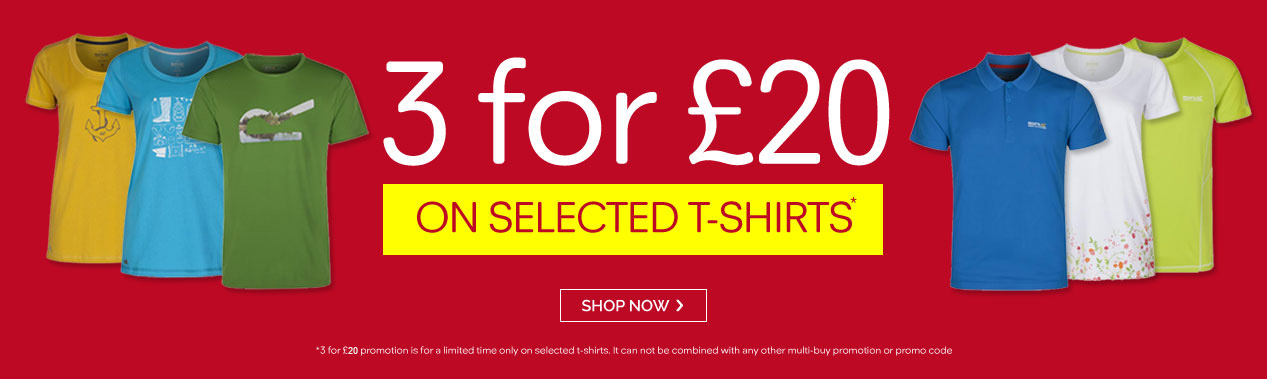 3 for £20
ON SELECTED T-SHIRTS*
SHOP NOW >
*3 for £20 promotion is for a limited time only on selected t-shirts. It can not be combined with any other multi-buy promotion or promo code